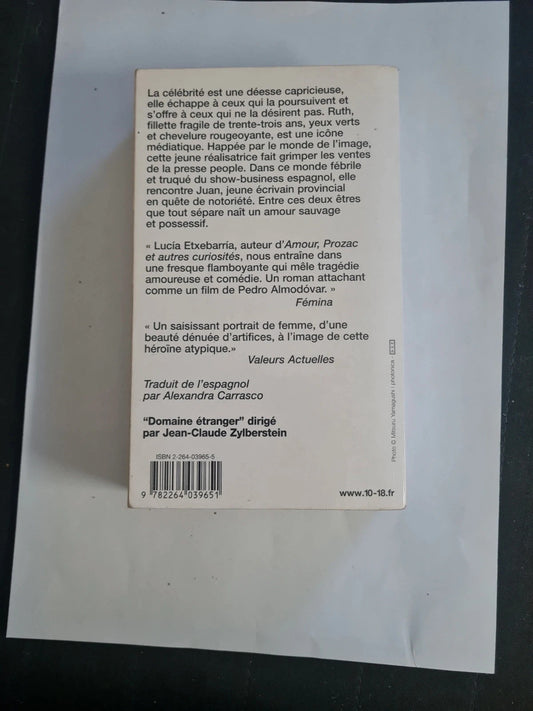 La célébrité est une déesse capricieuse,
elle échappe à ceux qui la poursuivent et
s'offre à ceux qui ne la désirent pas. Ruth,
fillette fragile de trente-trois ans, yeux verts
et chevelure rougeoyante, est une icône
médiatique. Happée par le monde de l'image,
cette jeune réalisatrice fait grimper les ventes
de la presse people. Dans ce monde fébrile
et truqué du show-business espagnol, elle
rencontre Juan, jeune écrivain provincial
en quête de notoriété. Entre ces deux êtres
que tout sépare naît un amour sauvage
et possessif.
« Lucía Etxebarria, auteur d'Amour, Prozac
et autres curiosités, nous entraîne dans
une fresque flamboyante qui mêle tragédie
amoureuse et comédie. Un roman attachant
comme un film de Pedro Almodóvar. »
Fémina
« Un saisissant portrait de femme, d'une
beauté dénuée d'artifices, à l'image de cette
héroïne atypique.»
Valeurs Actuelles
Traduit de l'espagnol
par Alexandra Carrasco
"Domaine étranger" dirigé
par Jean-Claude Zylberstein
ISBN 2-264-03965-5
9 782264 039651
www.10-18.fr
Photo © Mitsuru Yamaguchi / photonica -